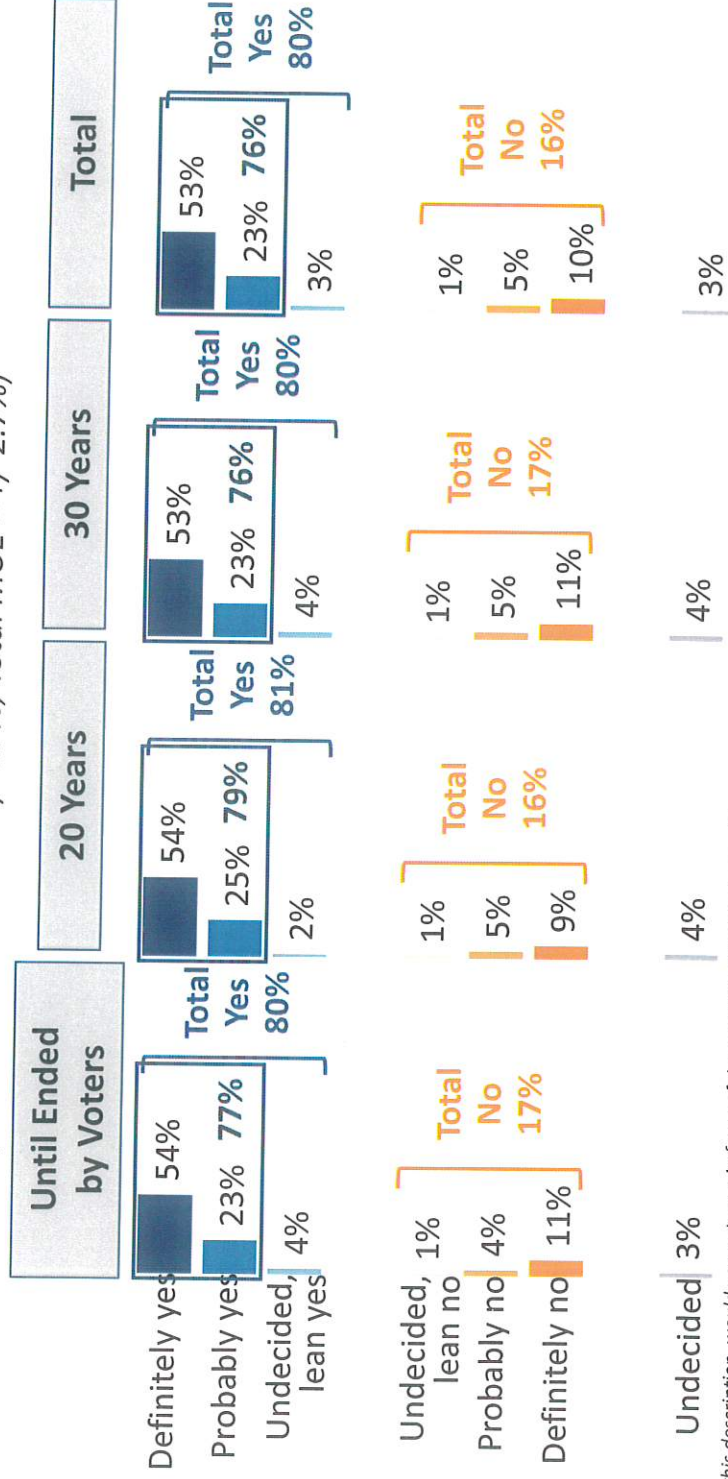 Until Ended
by Voters
20 Years
30 Years
Total
Definitely yes 54% 54% 53% 53%
Probably yes 23% 77% 25% 79% 23% 76% 23% 76%
Undecided,
lean yes 4% 2% 4% 3%
Total
Yes
80%
Total
Yes
81%
Total
Yes
80%
Total
Yes
80%
Undecided,
lean no 1% 1% 1% 1%
Probably no 4% 5% 5% 5%
Definitely no 11% 9% 11% 10%
Total
No
17%
Total
No
16%
Total
No
17%
Total
No
16%
Undecided 3% 4% 4% 3%